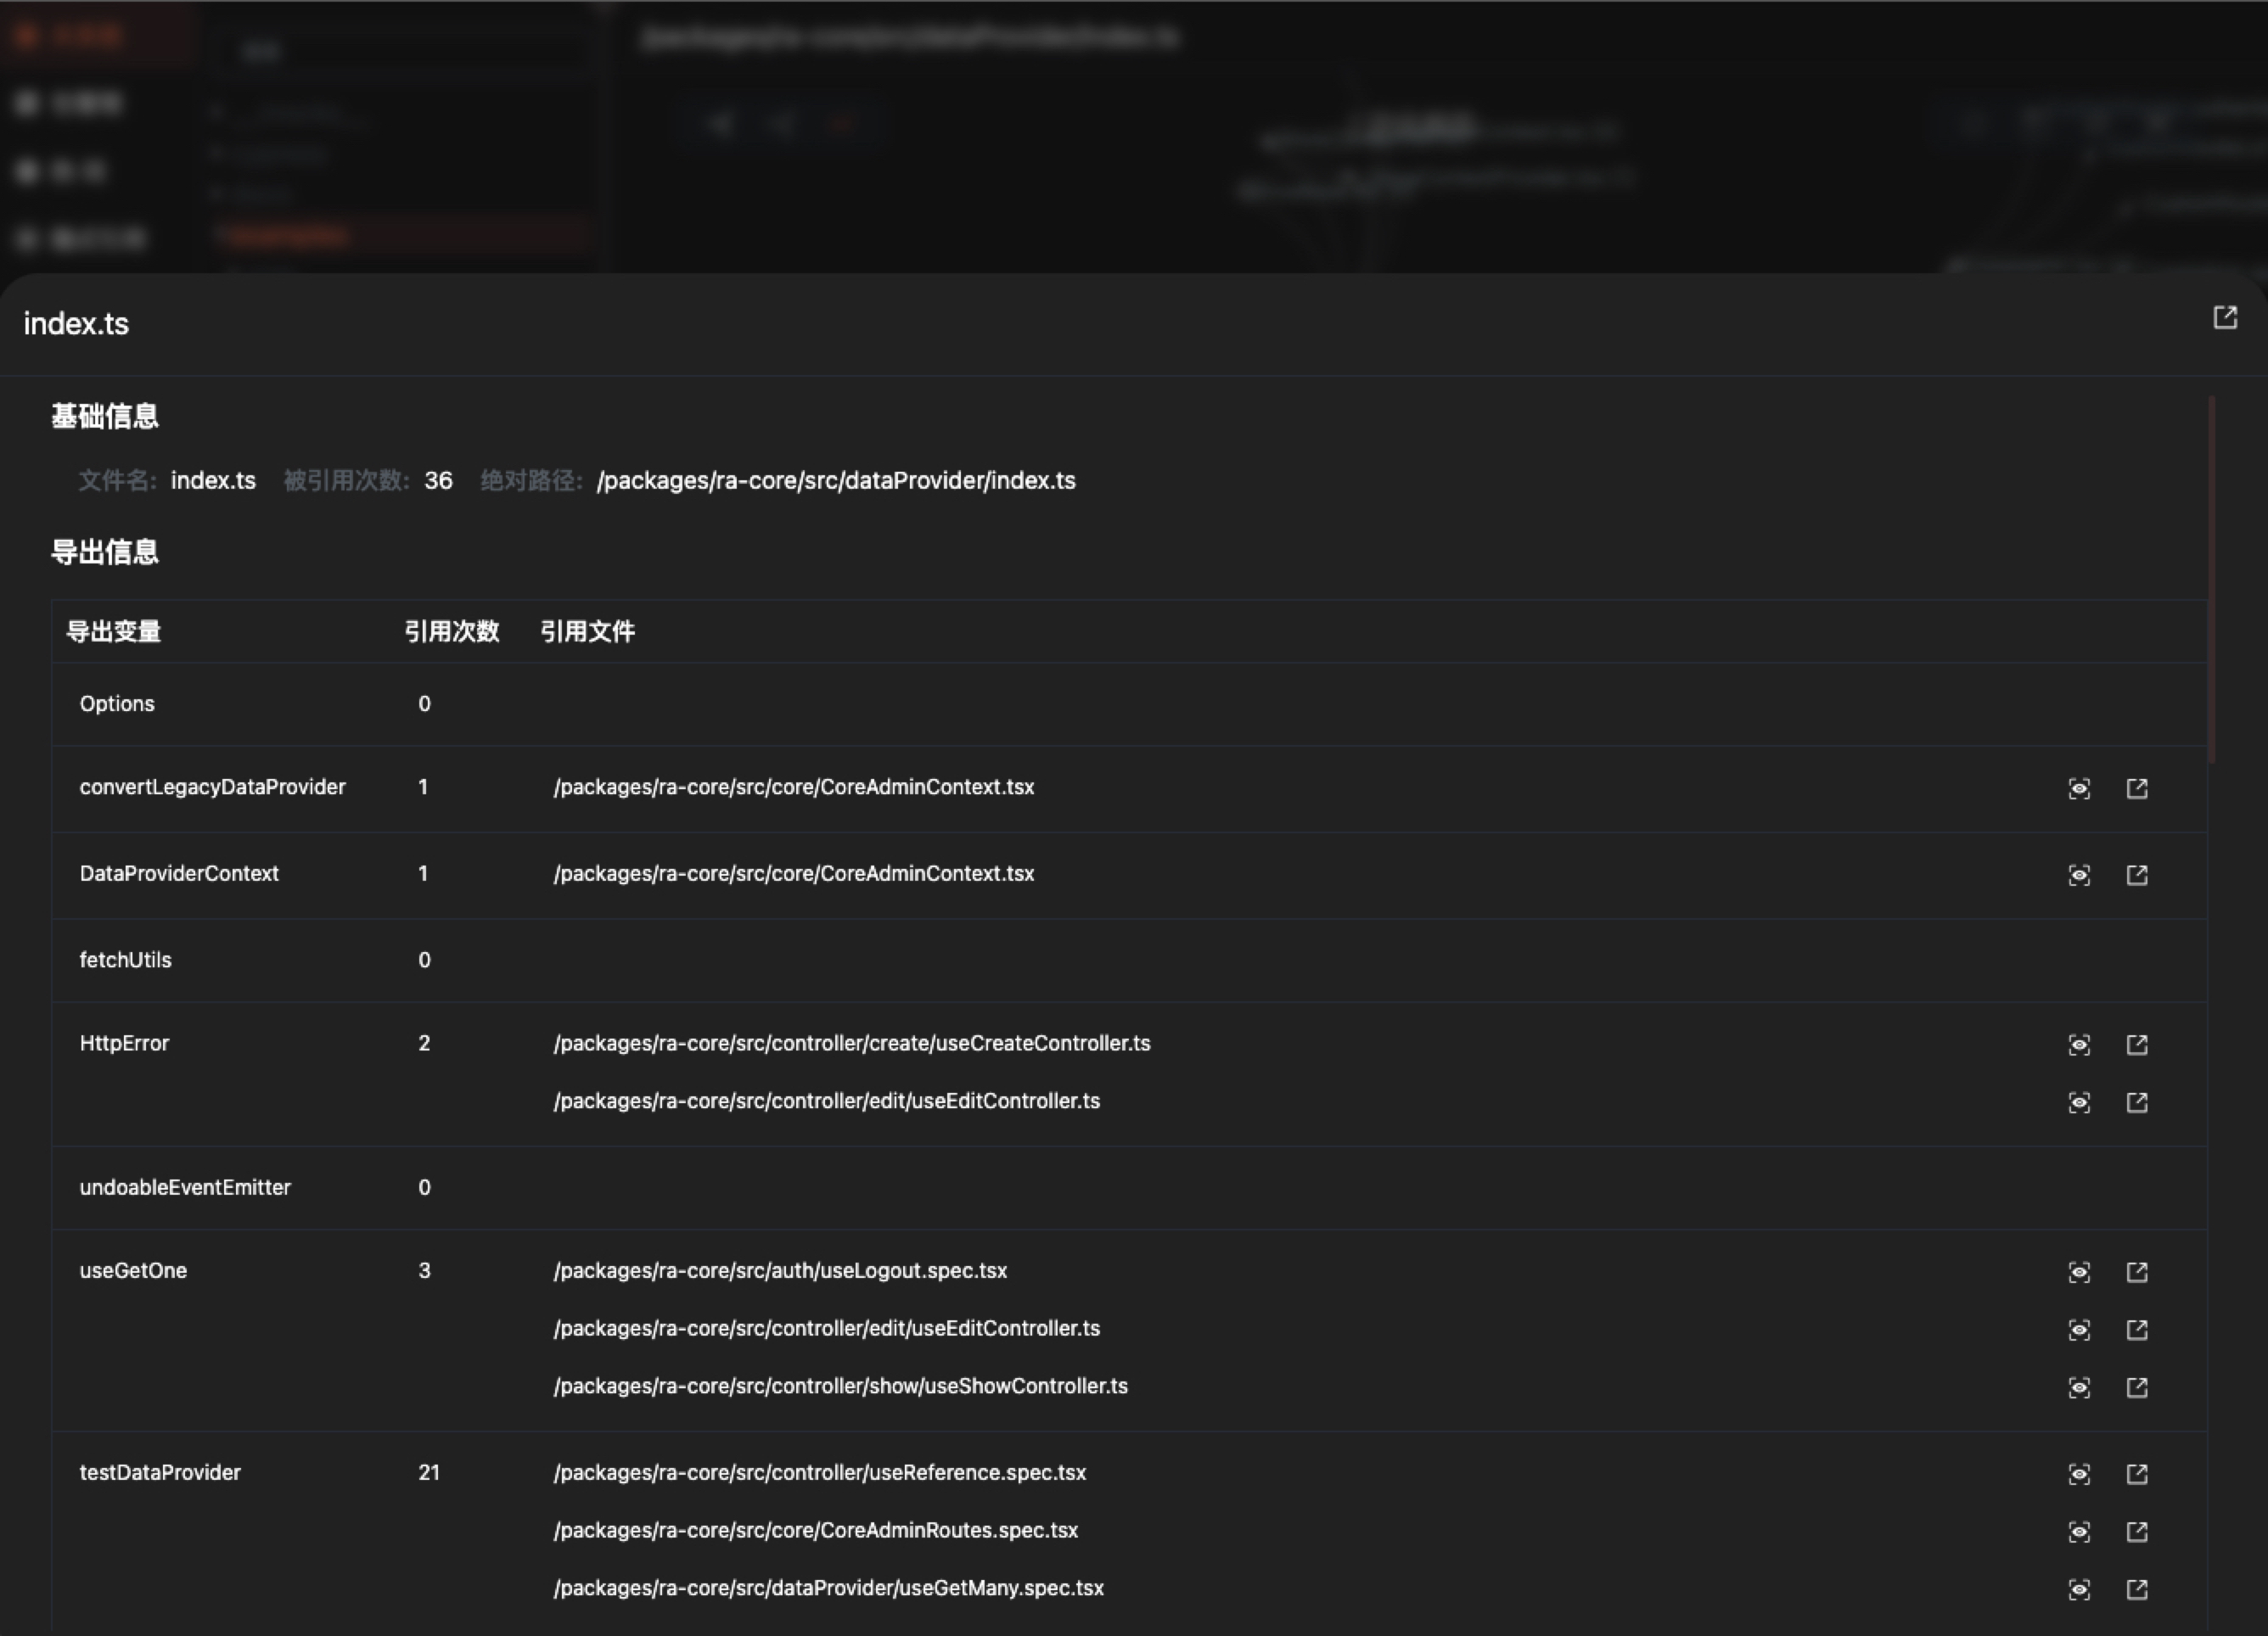 /packages/ra-core/src/dataProvider/index.ts
index.ts
基础信息
文件名: index.ts 被引用次数: 36 绝对路径: /packages/ra-core/src/dataProvider/index.ts
导出信息
导出变量 引用次数 引用文件
Options 0
convertLegacyDataProvider 1 /packages/ra-core/src/core/CoreAdminContext.tsx
DataProviderContext 1 /packages/ra-core/src/core/CoreAdminContext.tsx
fetchUtils 0
HttpError 2 /packages/ra-core/src/controller/create/useCreateController.ts
/packages/ra-core/src/controller/edit/useEditController.ts
undoableEventEmitter 0
useGetOne 3 /packages/ra-core/src/auth/useLogout.spec.tsx
/packages/ra-core/src/controller/edit/useEditController.ts
/packages/ra-core/src/controller/show/useShowController.ts
testDataProvider 21 /packages/ra-core/src/controller/useReference.spec.tsx
/packages/ra-core/src/core/CoreAdminRoutes.spec.tsx
/packages/ra-core/src/dataProvider/useGetMany.spec.tsx